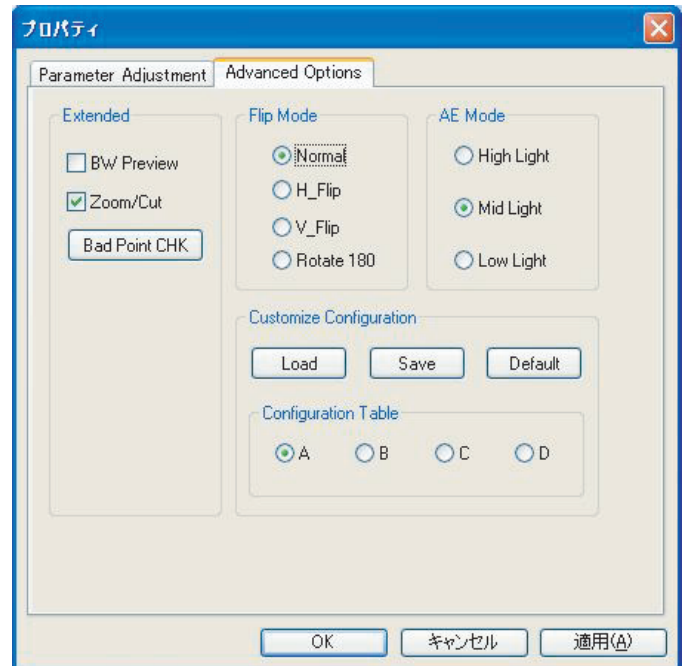 プロパティ
Parameter Adjustment Advanced Options
Extended
BW Preview
Zoom/Cut
Bad Point CHK
Flip Mode
Normal
H_Flip
V_Flip
Rotate 180
AE Mode
High Light
Mid Light
Low Light
Customize Configuration
Load Save Default
Configuration Table
A B C D
OK キャンセル 適用(A)